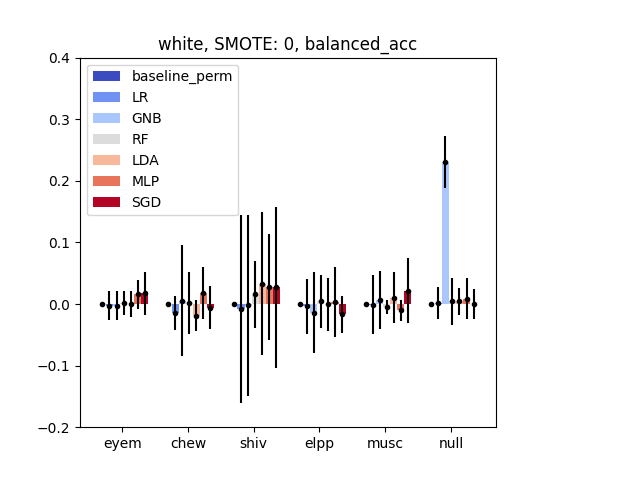 white, SMOTE: 0, balanced_acc
0.4
0.3
0.2
0.1
0.0
−0.1
−0.2
baseline_perm
LR
GNB
RF
LDA
MLP
SGD
eyem chew shiv elpp musc null